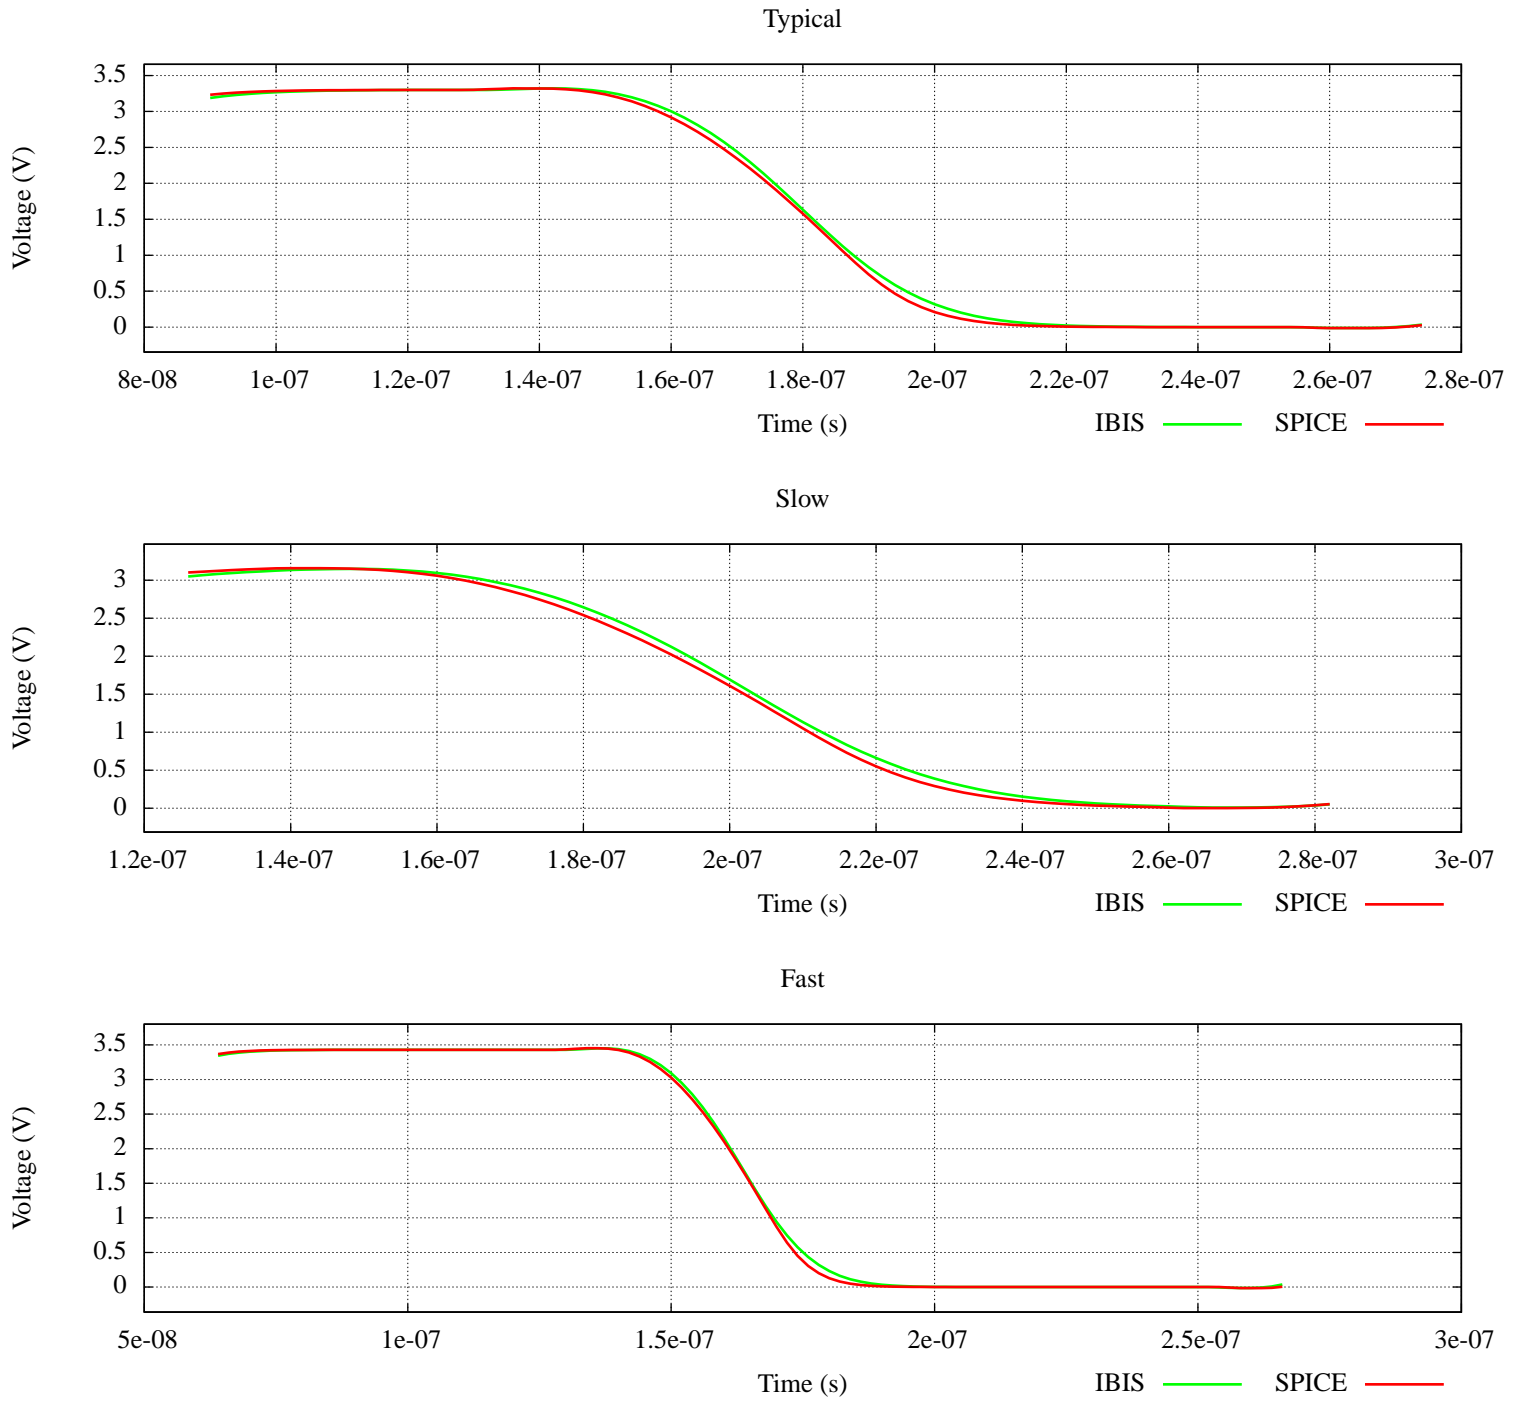 Typical
Voltage (V)
3.5
3
2.5
2
1.5
1
0.5
0
8e-08 1e-07 1.2e-07 1.4e-07 1.6e-07 1.8e-07 2e-07 2.2e-07 2.4e-07 2.6e-07 2.8e-07
Time (s)
IBIS SPICE
Slow
Voltage (V)
3
2.5
2
1.5
1
0.5
0
1.2e-07 1.4e-07 1.6e-07 1.8e-07 2e-07 2.2e-07 2.4e-07 2.6e-07 2.8e-07 3e-07
Time (s)
IBIS SPICE
Fast
Voltage (V)
3.5
3
2.5
2
1.5
1
0.5
0
5e-08 1e-07 1.5e-07 2e-07 2.5e-07 3e-07
Time (s)
IBIS SPICE